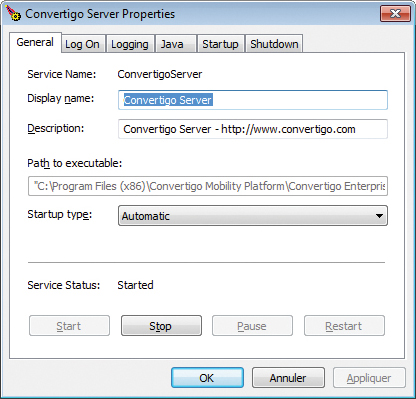 Convertigo Server Properties
General Log On Logging Java Startup Shutdown
Service Name: ConvertigoServer
Display name: Convertigo Server
Description: Convertigo Server - http://www.convertigo.com
Path to executable:
"C:\Program Files (x86)\Convertigo Mobility Platform\Convertigo Enterpris
Startup type: Automatic
Service Status: Started
Start Stop Pause Restart
OK Annuler Appliquer